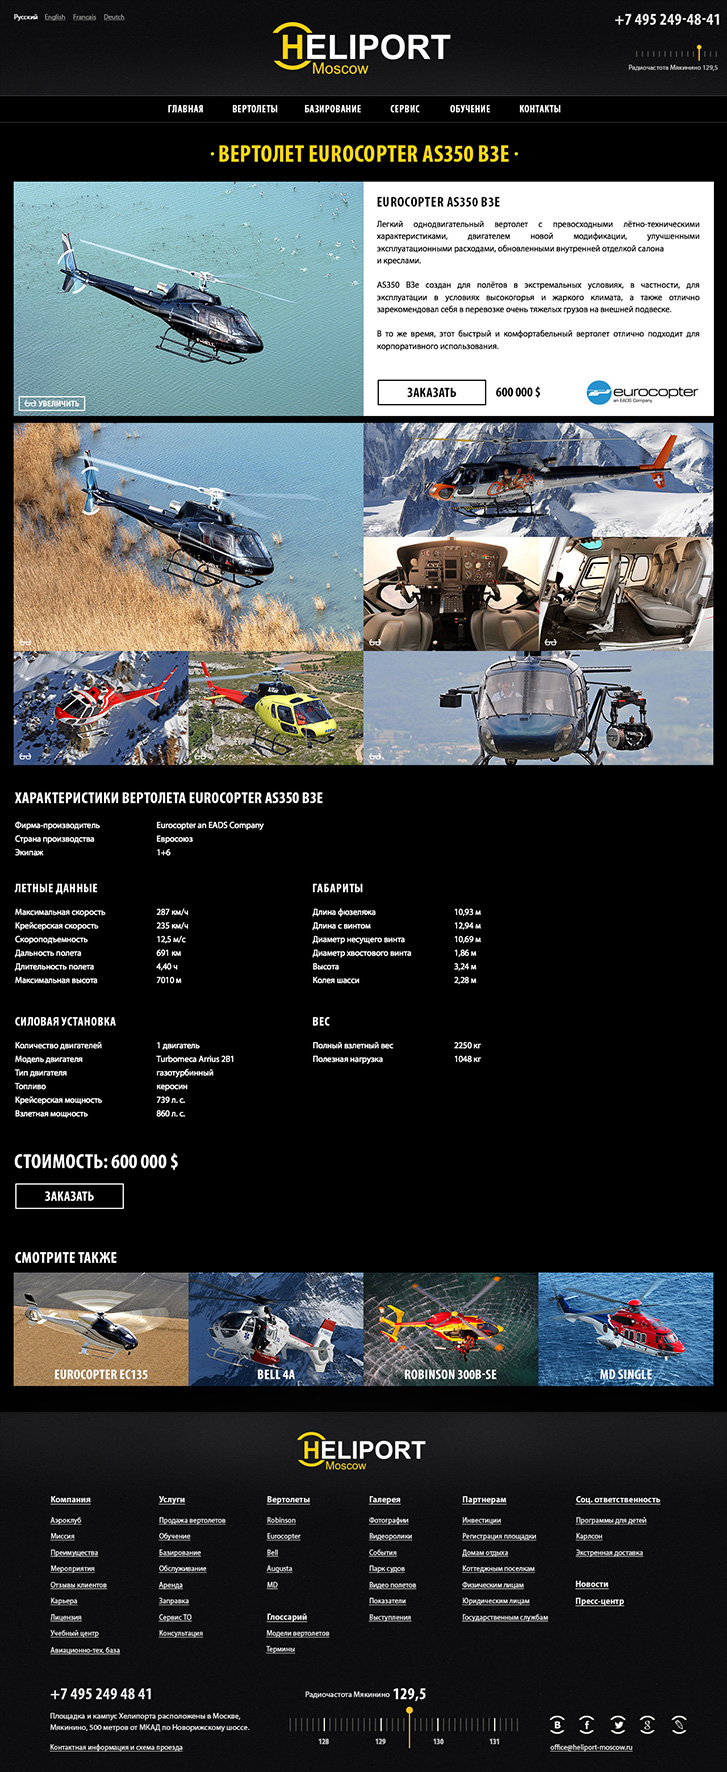 Русский English Francais Deutch
+7 495 249-48-41
HELIPORT
Moscow
Радиочастота Мякинино 129,5
ГЛАВНАЯ ВЕРТОЛЕТЫ БАЗИРОВАНИЕ СЕРВИС ОБУЧЕНИЕ КОНТАКТЫ
· ВЕРТОЛЕТ EUROCOPTER AS350 B3E ·
EUROCOPTER AS350 B3E
Легкий однодвигательный вертолет с превосходными лётно-техническими
характеристиками, двигателем новой модификации, улучшенными
эксплуатационными расходами, обновленными внутренней отделкой салона
и креслами.
AS350 B3e создан для полётов в экстремальных условиях, в частности, для
эксплуатации в условиях высокогорья и жаркого климата, а также отлично
зарекомендовал себя в перевозке очень тяжелых грузов на внешней подвеске.
В то же время, этот быстрый и комфортабельный вертолет отлично подходит для
корпоративного использования.
УВЕЛИЧИТЬ
ЗАКАЗАТЬ 600 000 $
eurocopter
an EADS Company
ХАРАКТЕРИСТИКИ ВЕРТОЛЕТА EUROCOPTER AS350 B3E
Фирма-производитель Eurocopter an EADS Company
Страна производства Евросоюз
Экипаж 1+6
ЛЕТНЫЕ ДАННЫЕ
Максимальная скорость 287 км/ч
Крейсерская скорость 235 км/ч
Скороподъемность 12,5 м/с
Дальность полета 691 км
Длительность полета 4,40 ч
Максимальная высота 7010 м
ГАБАРИТЫ
Длина фюзеляжа 10,93 м
Длина с винтом 12,94 м
Диаметр несущего винта 10,69 м
Диаметр хвостового винта 1,86 м
Высота 3,24 м
Колея шасси 2,28 м
СИЛОВАЯ УСТАНОВКА
Количество двигателей 1 двигатель
Модель двигателя Turbomeca Arrius 2B1
Тип двигателя газотурбинный
Топливо керосин
Крейсерская мощность 739 л. с.
Взлетная мощность 860 л. с.
ВЕС
Полный взлетный вес 2250 кг
Полезная нагрузка 1048 кг
СТОИМОСТЬ: 600 000 $
ЗАКАЗАТЬ
СМОТРИТЕ ТАКЖЕ
EUROCOPTER EC135
BELL 4A
ROBINSON 300B-SE
MD SINGLE
HELIPORT
Moscow
Компания
Аэроклуб
Миссия
Преимущества
Мероприятия
Отзывы клиентов
Карьера
Лицензия
Учебный центр
Авиационно-тех. база
Услуги
Продажа вертолетов
Обучение
Базирование
Обслуживание
Аренда
Заправка
Сервис ТО
Консультация
Вертолеты
Robinson
Eurocopter
Bell
Augusta
MD
Глоссарий
Модели вертолетов
Термины
Галерея
Фотографии
Видеоролики
События
Парк судов
Видео полетов
Показатели
Выступления
Партнерам
Инвестиции
Регистрация площадки
Домам отдыха
Коттеджным поселкам
Физическим лицам
Юридическим лицам
Государственным службам
Соц. ответственность
Программы для детей
Карлсон
Экстренная доставка
Новости
Пресс-центр
+7 495 249 48 41
Площадка и кампус Хелипорта расположены в Москве,
Мякинино, 500 метров от МКАД по Новорижскому шоссе.
Контактная информация и схема проезда
Радиочастота Мякинино 129,5
128 129 130 131
office@heliport-moscow.ru